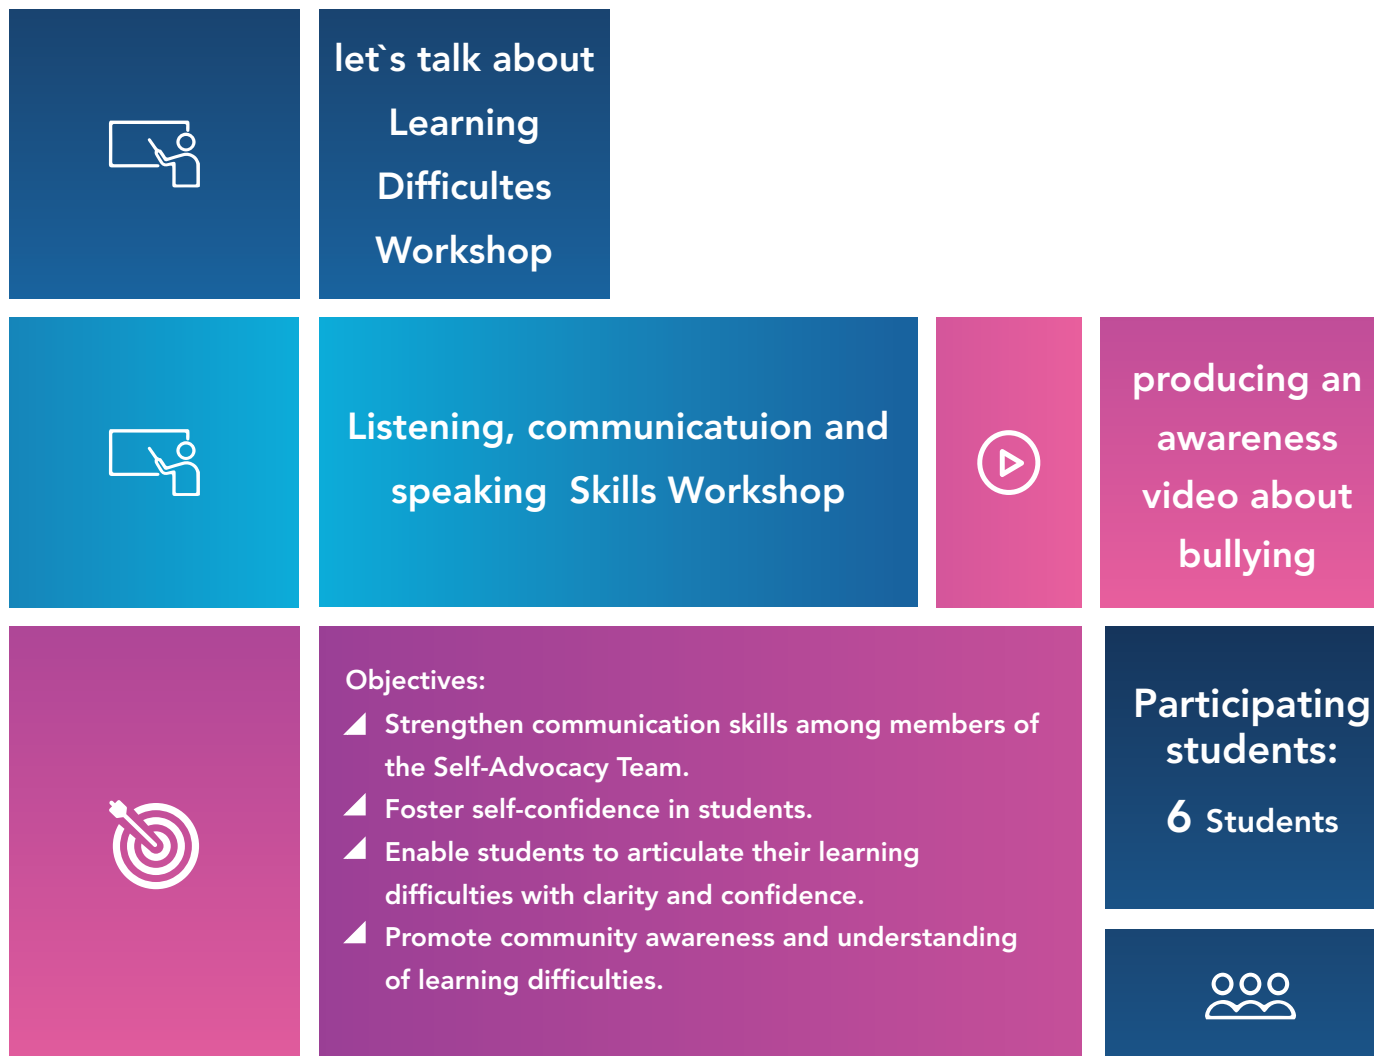 let`s talk about
Learning
Difficultes
Workshop
Listening, communicatuion and
speaking Skills Workshop
producing an
awareness
video about
bullying
Objectives:
Strengthen communication skills among members of
the Self-Advocacy Team.
Foster self-confidence in students.
Enable students to articulate their learning
difficulties with clarity and confidence.
Promote community awareness and understanding
of learning difficulties.
Participating
students:
6 Students